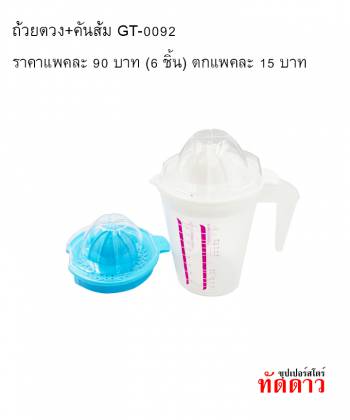 ถ้วยตวง+คันส้ม GT-0092
ราคาแพคละ 90 บาท (6 ชิ้น) ตกแพคละ 15 บาท
ซุปเปอร์สโตร์
ทัดดาว